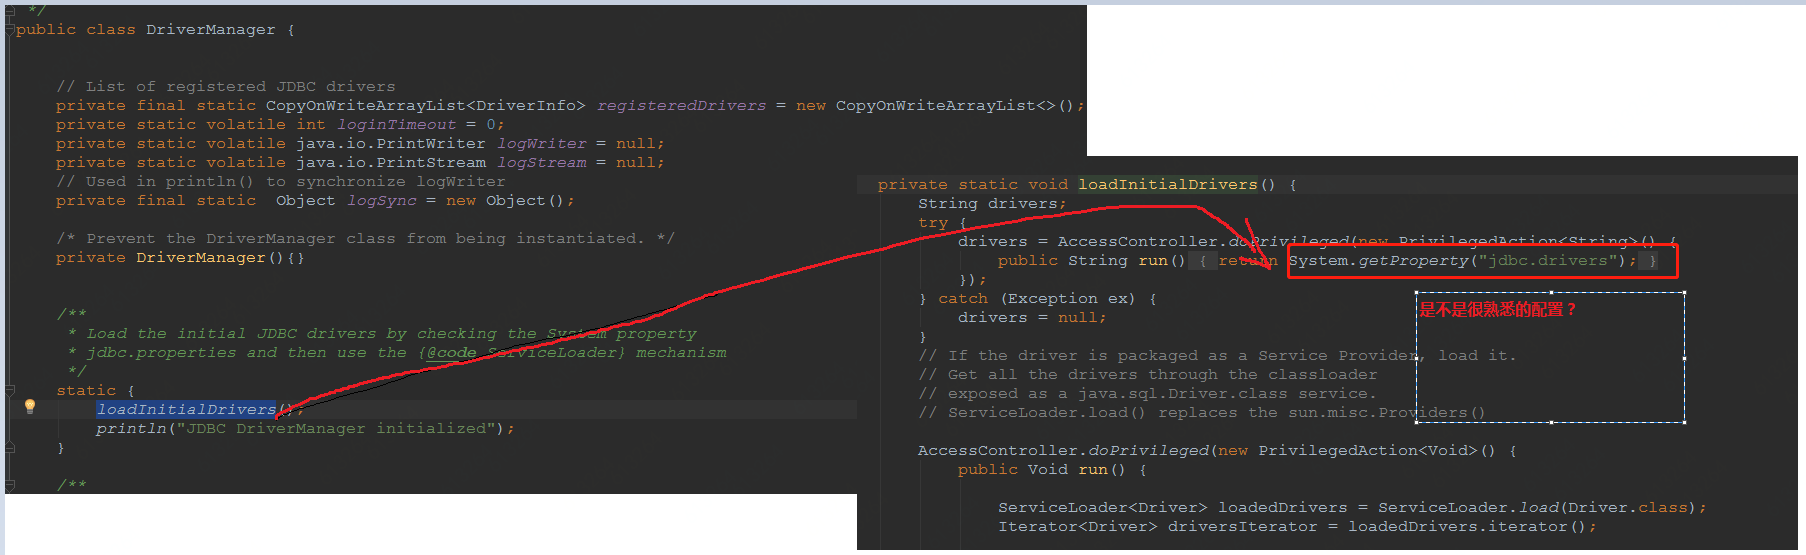 */
public class DriverManager {
// List of registered JDBC drivers
private final static CopyOnWriteArrayList<DriverInfo> registeredDrivers = new CopyOnWriteArrayList<>();
private static volatile int loginTimeout = 0;
private static volatile java.io.PrintWriter logWriter = null;
private static volatile java.io.PrintStream logStream = null;
// Used in println() to synchronize logWriter
private final static  Object logSync = new Object();
/* Prevent the DriverManager class from being instantiated. */
private DriverManager(){}
/**
* Load the initial JDBC drivers by checking the System property
* jdbc.properties and then use the {@code ServiceLoader} mechanism
*/
static {
loadInitialDrivers();
println("JDBC DriverManager initialized");
}
/**
private static void loadInitialDrivers() {
String drivers;
try {
drivers = AccessController.doPrivileged(new PrivilegedAction<String>() {
public String run() { return System.getProperty("jdbc.drivers"); }
});
} catch (Exception ex) {
drivers = null;
}
是不是很熟悉的配置？
// If the driver is packaged as a Service Provider, load it.
// Get all the drivers through the classloader
// exposed as a java.sql.Driver.class service.
// ServiceLoader.load() replaces the sun.misc.Providers()
AccessController.doPrivileged(new PrivilegedAction<Void>() {
public Void run() {
ServiceLoader<Driver> loadedDrivers = ServiceLoader.load(Driver.class);
Iterator<Driver> driversIterator = loadedDrivers.iterator();